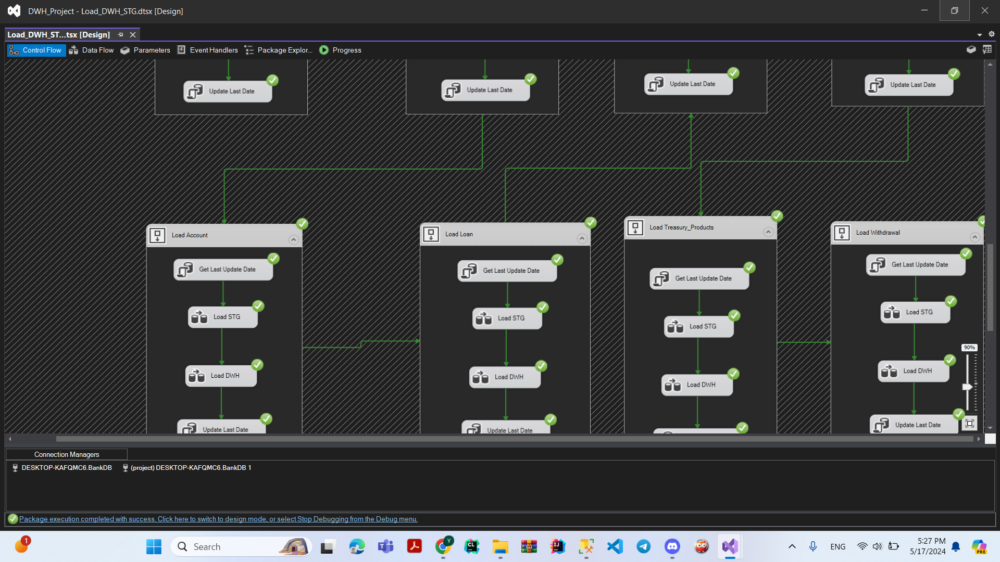 DWH_Project - Load_DWH_STG.dtsx [Design]
Load_DWH_ST...tsx [Design]
Control Flow
Data Flow
Parameters
Event Handlers
Package Explor...
Progress
Update Last Date
Update Last Date
Update Last Date
Update Last Date
Load Account
Get Last Update Date
Load STG
Load DWH
Update Last Date
Load Loan
Get Last Update Date
Load STG
Load DWH
Update Last Date
Load Treasury_Products
Get Last Update Date
Load STG
Load DWH
Load Withdrawal
Get Last Update Date
Load STG
Load DWH
Update Last Date
90%
Connection Managers
DESKTOP-KAFQMC6.BankDB
(project) DESKTOP-KAFQMC6.BankDB 1
Package execution completed with success. Click here to switch to design mode, or select Stop Debugging from the Debug menu.
1
Search
Y
CL
IJ
ENG
5:27 PM
5/17/2024
PRE